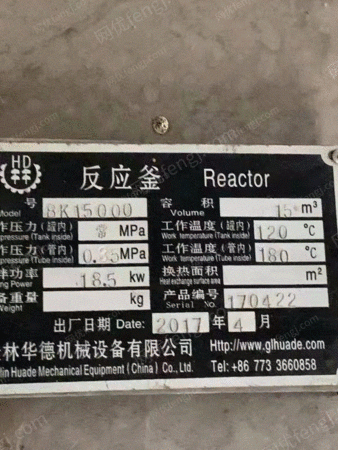 HD
反应釜 Reactor
号 BK15000 容积 15 m³
Model Volume
作压力(罐内) 常 MPa 工作温度(罐内) 120 ℃
pressure (Tank inside) Work temperature (Tank inside)
作压力(管内) MPa 工作温度(管内) 180 ℃
pressure (Tube inside) Work temperature (Tube inside)
拌功率 18.5 kw 换热面积 m²
ring Power Heat exchange surface area
备重量 kg 产品编号 170422
Weight Serial No.
出厂日期 Date: 2017 年 4 月
林华德机械设备有限公司 Http://www.glhuade.com
lin Huade Mechanical Equipment (China) Co., Ltd. Tel: +86 773 3660858